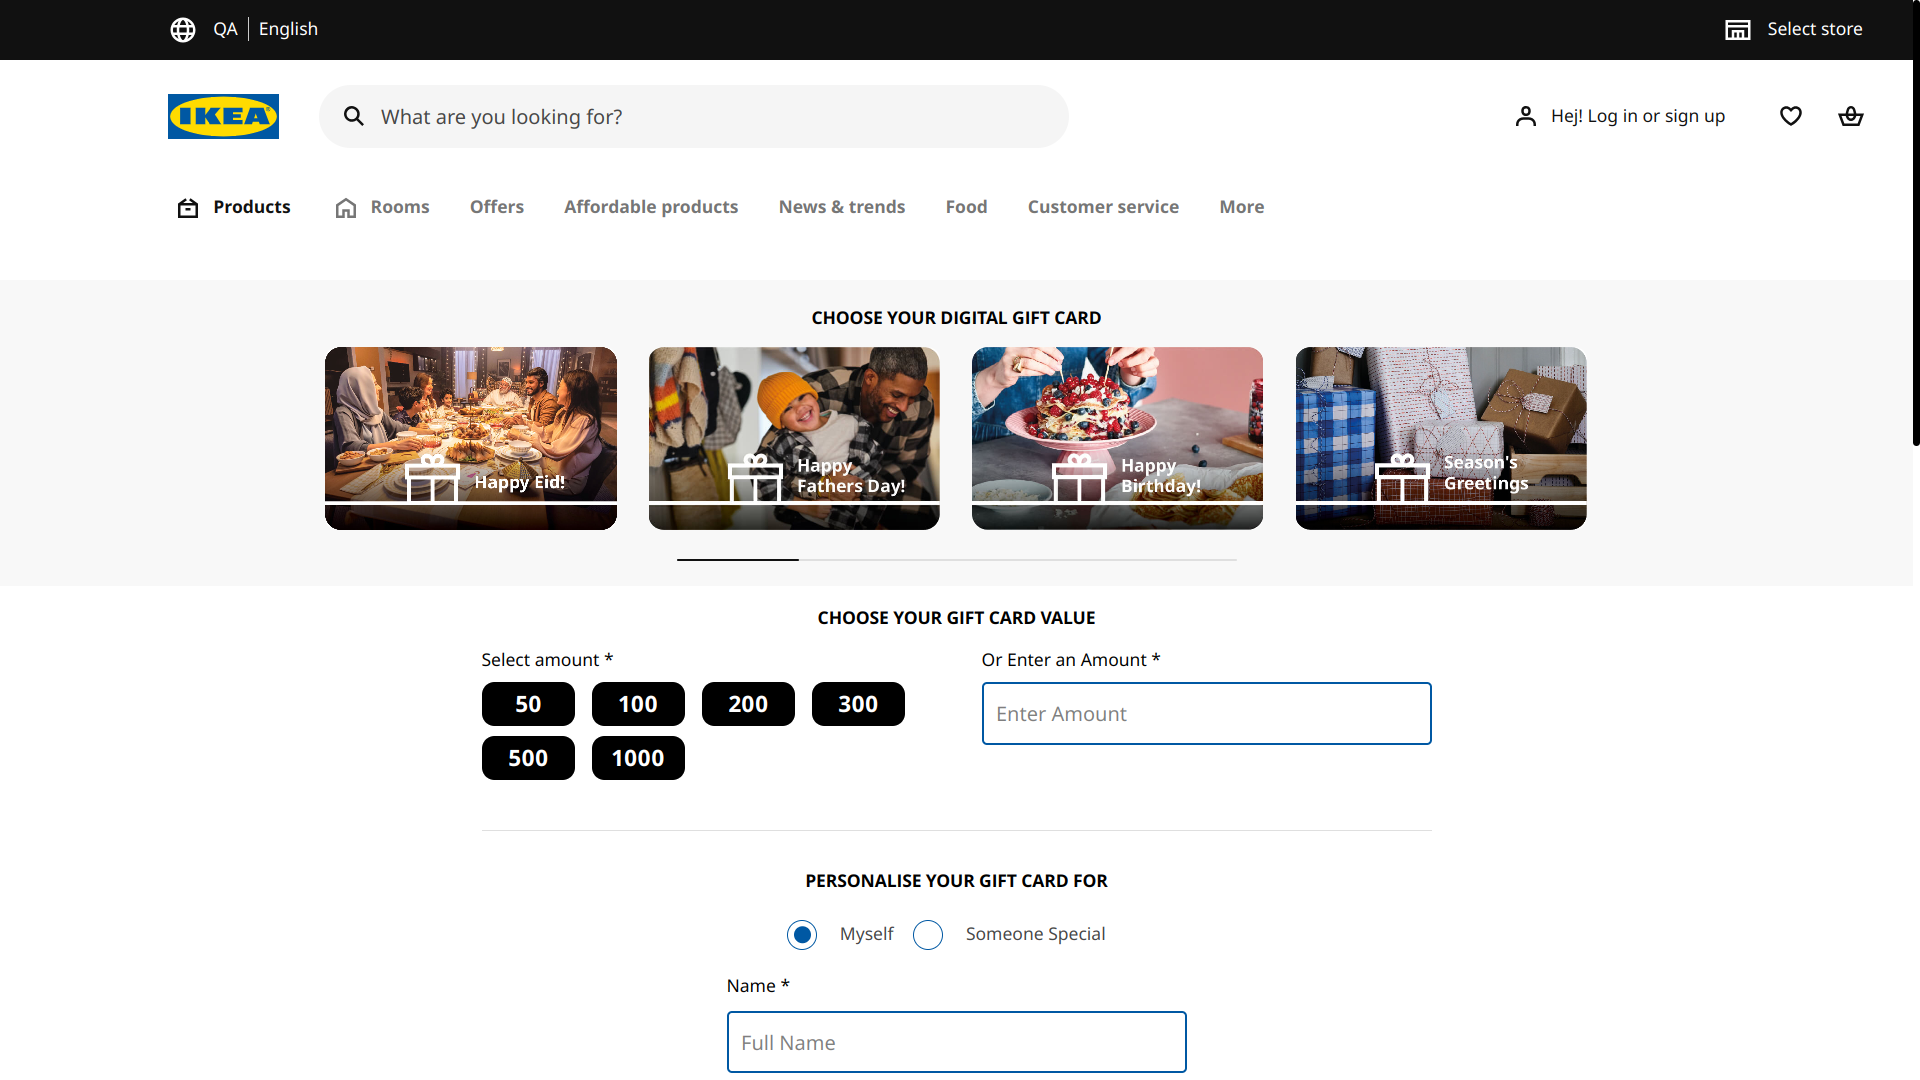 QA English
Select store
IKEA
What are you looking for?
Hej! Log in or sign up
Products
Rooms
Offers
Affordable products
News & trends
Food
Customer service
More
CHOOSE YOUR DIGITAL GIFT CARD
Happy Eid!
Happy
Fathers Day!
Happy
Birthday!
Season's
Greetings
CHOOSE YOUR GIFT CARD VALUE
Select amount *
50 100 200 300
500 1000
Or Enter an Amount *
Enter Amount
PERSONALISE YOUR GIFT CARD FOR
Myself
Someone Special
Name *
Full Name